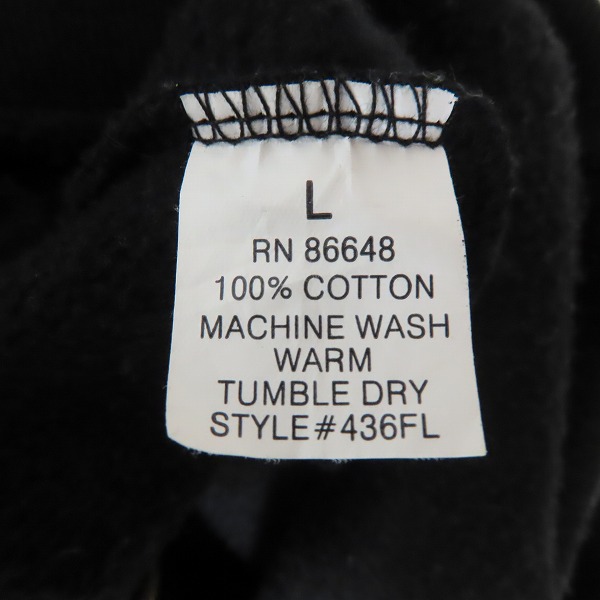 L
RN 86648
100% COTTON
MACHINE WASH
WARM
TUMBLE DRY
STYLE#436FL